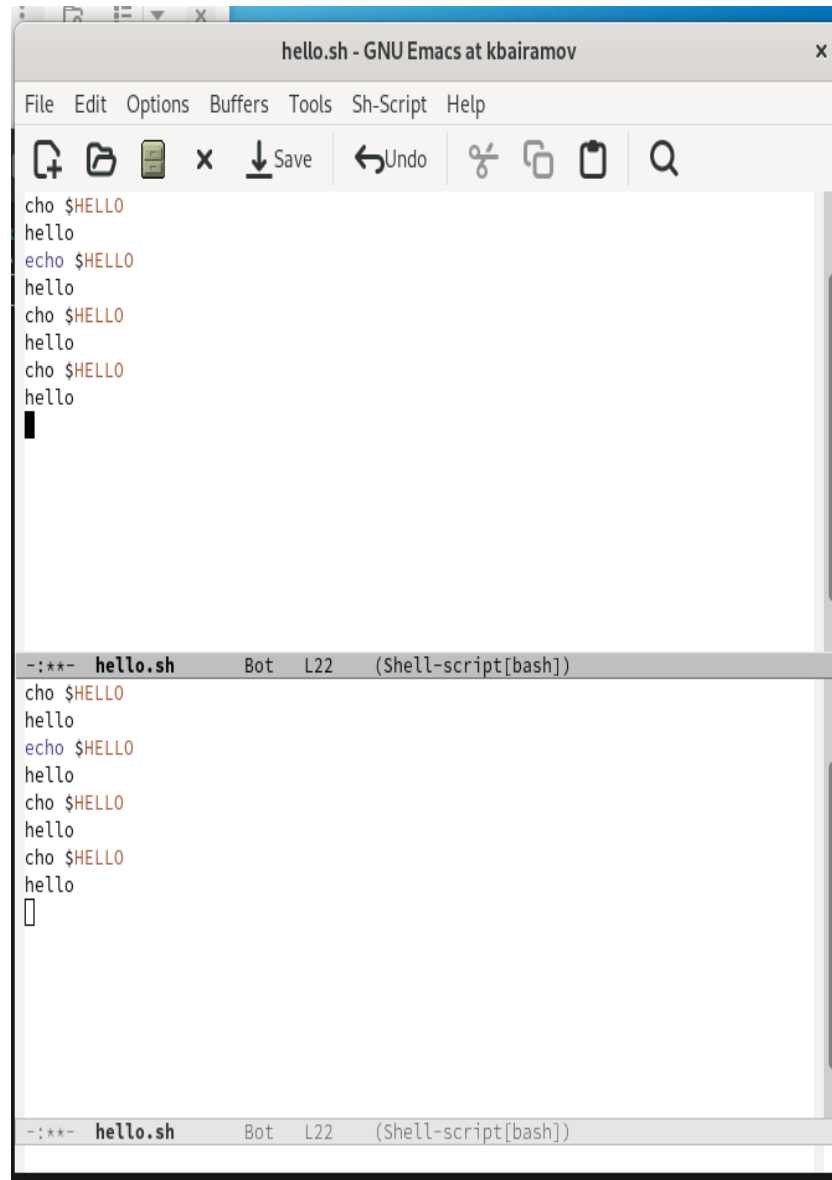 hello.sh - GNU Emacs at kbairamov
File Edit Options Buffers Tools Sh-Script Help
Save Undo
cho $HELLO
hello
echo $HELLO
hello
cho $HELLO
hello
cho $HELLO
hello
-:**- hello.sh Bot L22 (Shell-script[bash])
cho $HELLO
hello
echo $HELLO
hello
cho $HELLO
hello
cho $HELLO
hello
-:**- hello.sh Bot L22 (Shell-script[bash])